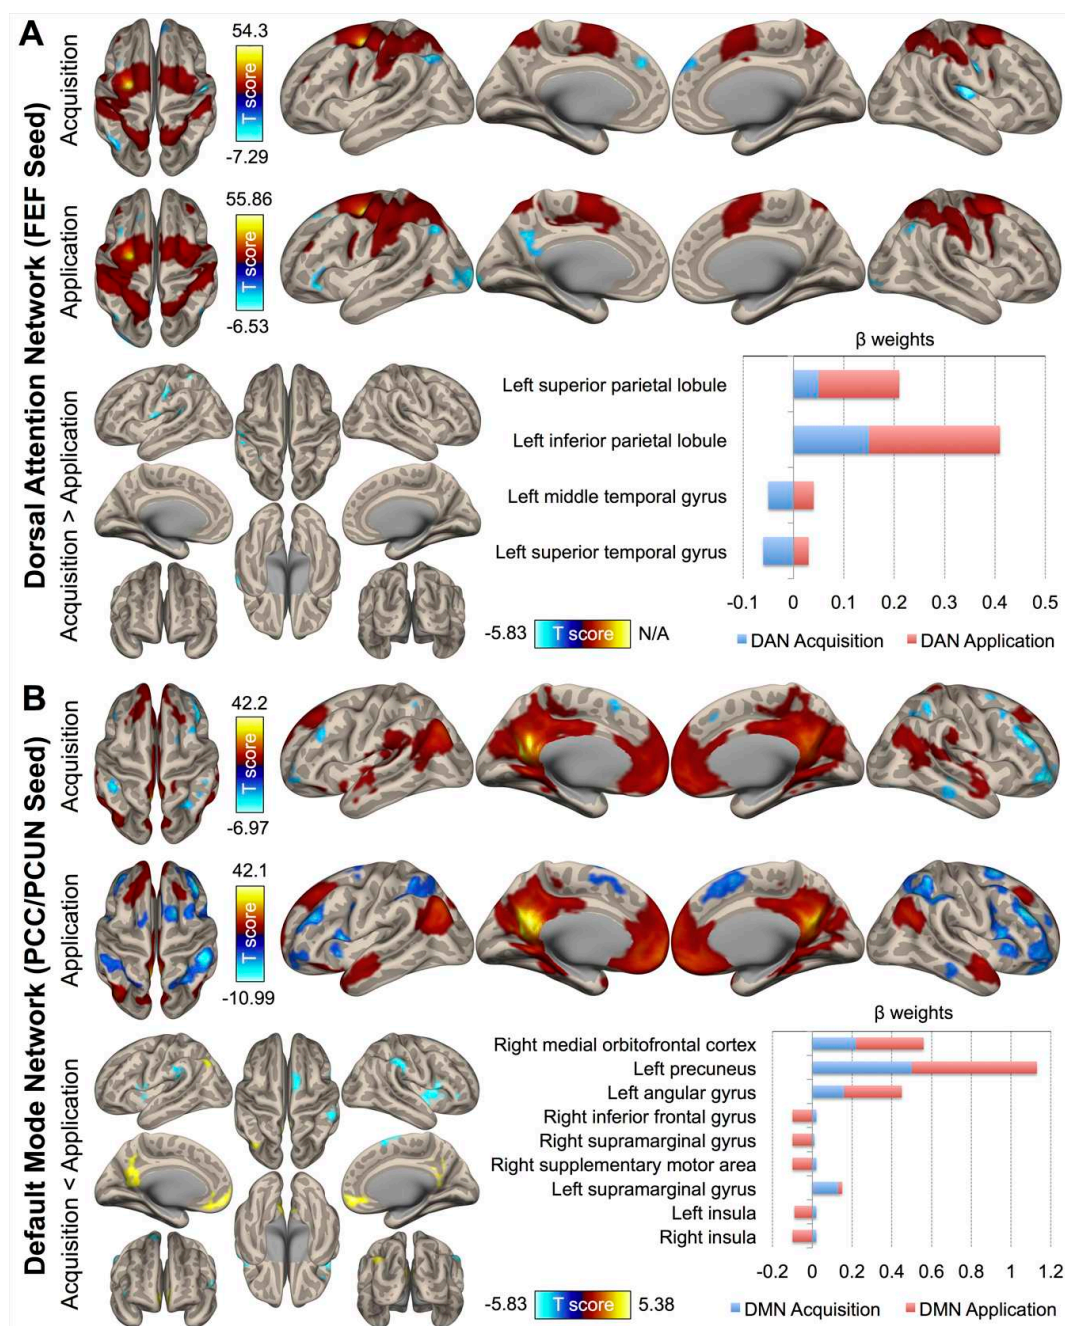 A
Dorsal Attention Network (FEF Seed)
Acquisition
54.3
T score
-7.29
Application
55.86
T score
-6.53
Acquisition > Application
-5.83
T score
N/A
β weights
Left superior parietal lobule
Left inferior parietal lobule
Left middle temporal gyrus
Left superior temporal gyrus
-0.1 0 0.1 0.2 0.3 0.4 0.5
DAN Acquisition DAN Application
B
Default Mode Network (PCC/PCUN Seed)
Acquisition
42.2
T score
-6.97
Application
42.1
T score
-10.99
Acquisition < Application
-5.83
T score
5.38
β weights
Right medial orbitofrontal cortex
Left precuneus
Left angular gyrus
Right inferior frontal gyrus
Right supramarginal gyrus
Right supplementary motor area
Left supramarginal gyrus
Left insula
Right insula
-0.2 0 0.2 0.4 0.6 0.8 1 1.2
DMN Acquisition DMN Application